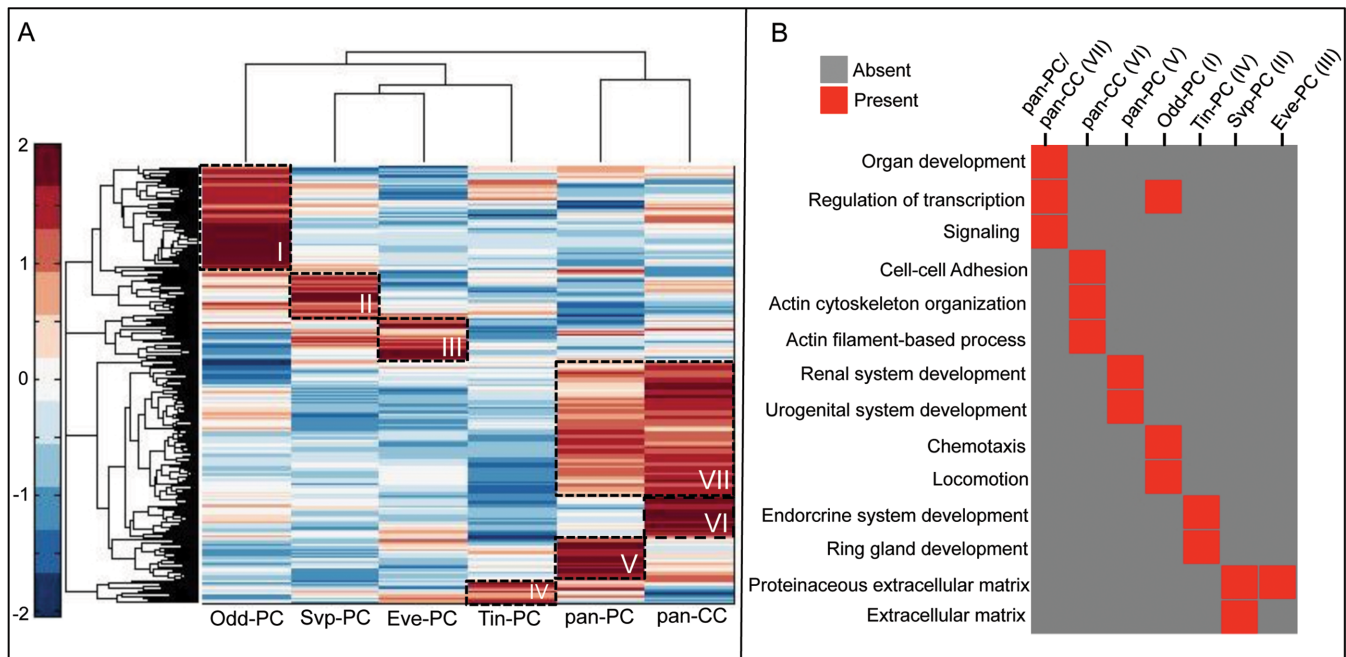 A
2
1
0
-1
-2
I
II
III
VII
VI
V
IV
Odd-PC Svp-PC Eve-PC Tin-PC pan-PC pan-CC
B
Absent
Present
pan-PC/
pan-CC (VII)
pan-CC (VI)
pan-PC (V)
Odd-PC (I)
Tin-PC (IV)
Svp-PC (II)
Eve-PC (III)
Organ development
Regulation of transcription
Signaling
Cell-cell Adhesion
Actin cytoskeleton organization
Actin filament-based process
Renal system development
Urogenital system development
Chemotaxis
Locomotion
Endorcrine system development
Ring gland development
Proteinaceous extracellular matrix
Extracellular matrix